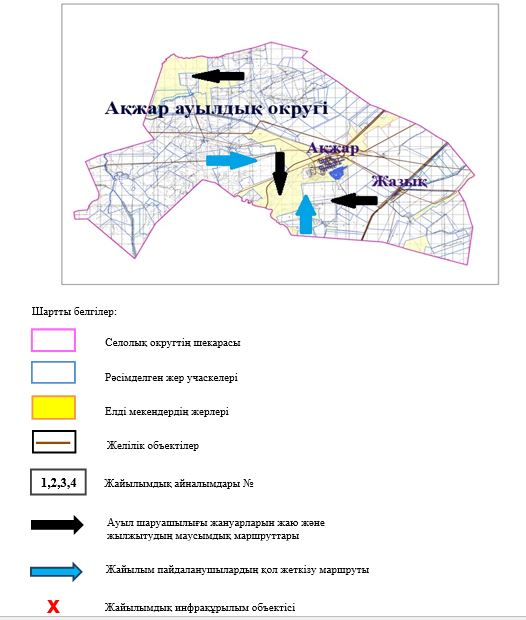 Ақжар ауылдық округі
Ақжар
Жазық
Шартты белгілер:
Селолық округтің шекарасы
Рәсімделген жер учаскелері
Елді мекендердің жерлері
Желілік объектілер
1,2,3,4 Жайылымдық айналымдары №
Ауыл шаруашылығы жануарларын жаю және
жылжытудың маусымдық маршруттары
Жайылым пайдаланушылардың қол жеткізу маршруты
X Жайылымдық инфрақұрылым объектісі